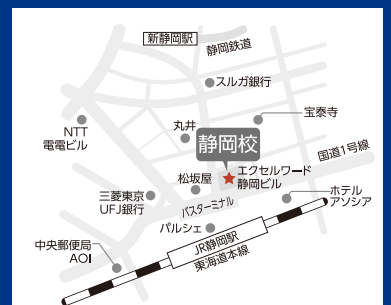 新静岡駅
静岡鉄道
スルガ銀行
宝泰寺
丸井
NTT
電電ビル
静岡校
国道1号線
エクセルワード
静岡ビル
松坂屋
三菱東京
UFJ銀行
バスターミナル
ホテル
アソシア
パルシェ
JR静岡駅
東海道本線
中央郵便局
AOI